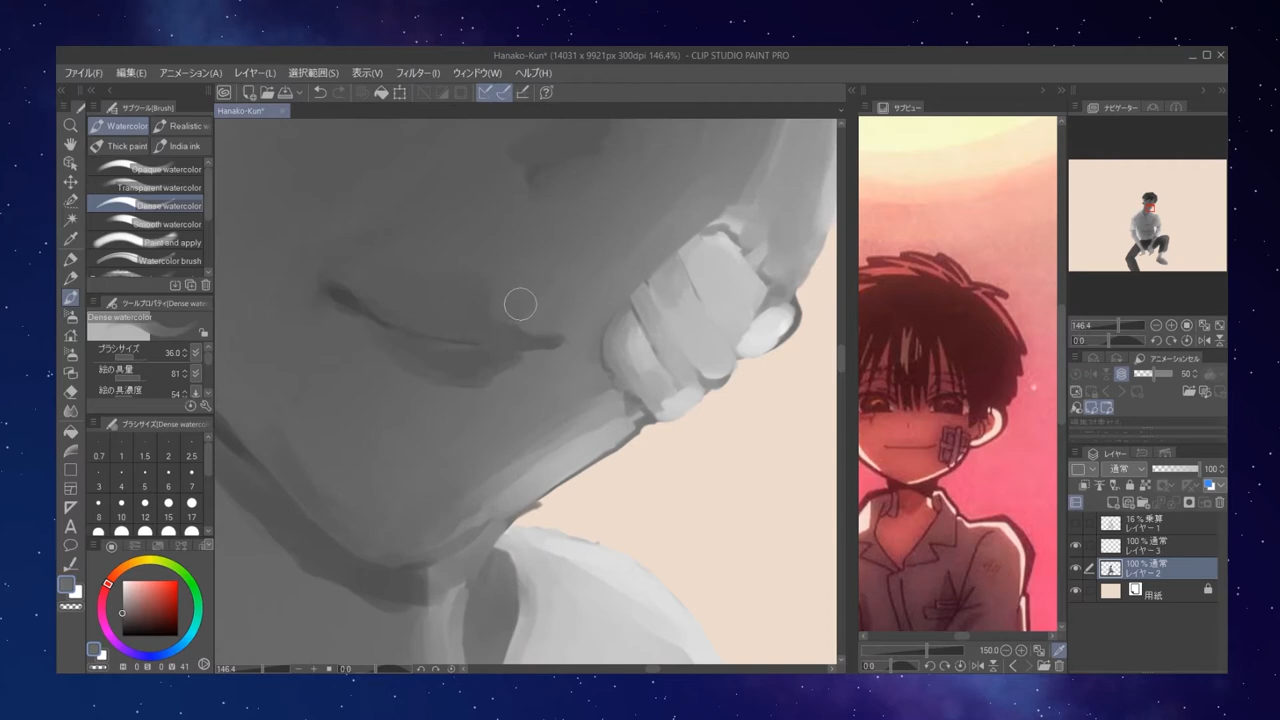 Hanako-Kun* (14031 x 9921px 300dpi 146.4%) - CLIP STUDIO PAINT PRO
ファイル(F) 編集(E) アニメーション(A) レイヤー(L) 選択範囲(S) 表示(V) フィルター(I) ウィンドウ(W) ヘルプ(H)
サブツール(Brush)
Hanako-Kun*
サブビュー
ナビゲーター
Watercolor Realistic w
Thick paint India ink
Opaque watercolor
Transparent watercolor
Dense watercolor
Smooth watercolor
Paint and apply
Watercolor brush
ツールプロパティ[Dense water
Dense watercolor
ブラシサイズ 36.0
絵の具量 81
絵の具濃度 54
ブラシサイズ[Dense waterco
0.7 1 1.5 2 2.5
3 4 5 6 7
8 10 12 15 17
H 0 S 0 V 41
146.4 0.0
150.0
0.0
146.4
0.0
アニメーションセル
50
レイヤー
通常 100
16 % 乗算
レイヤー 1
100 % 通常
レイヤー 3
100 % 通常
レイヤー 2
用紙